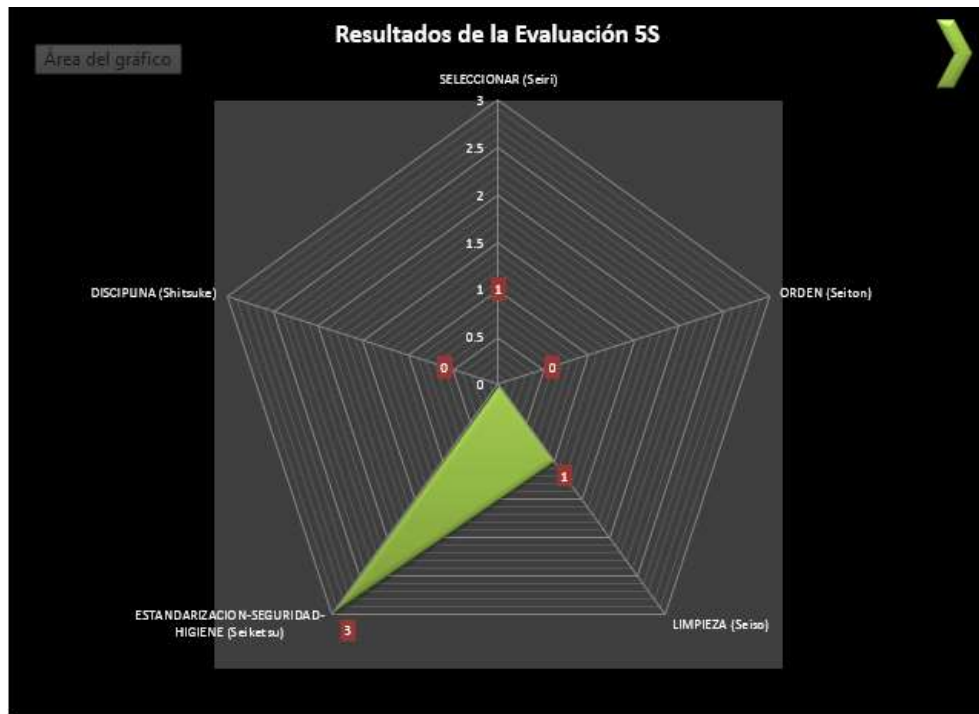 Resultados de la Evaluación 5S
Área del gráfico
SELECCIONAR (Seiri)
3
2.5
2
1.5
1
1
0.5
0
DISCIPLINA (Shitsuke)
ORDEN (Seiton)
0
0
1
ESTANDARIZACION-SEGURIDAD-
HIGIENE (Seiketsu)
3
LIMPIEZA (Seiso)